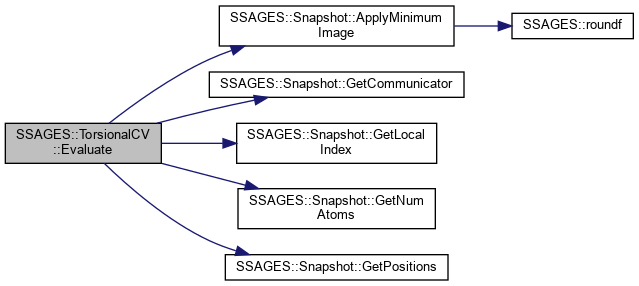 SSAGES::Snapshot::ApplyMinimum
Image
SSAGES::roundf
SSAGES::Snapshot::GetCommunicator
SSAGES::TorsionalCV
::Evaluate
SSAGES::Snapshot::GetLocal
Index
SSAGES::Snapshot::GetNum
Atoms
SSAGES::Snapshot::GetPositions